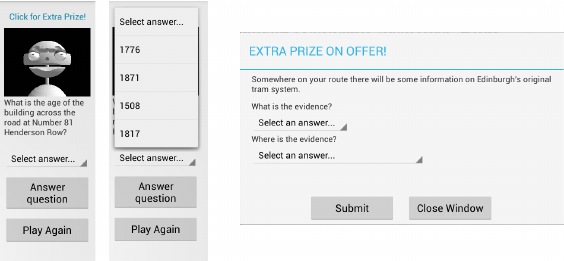 Click for Extra Prize!
What is the age of the
building across the
road at Number 81
Henderson Row?
Select answer...
Answer
question
Play Again
Select answer...
1776
1871
1508
1817
Select answer...
Answer
question
Play Again
EXTRA PRIZE ON OFFER!
Somewhere on your route there will be some information on Edinburgh's original
tram system.
What is the evidence?
Select an answer...
Where is the evidence?
Select an answer...
Submit
Close Window